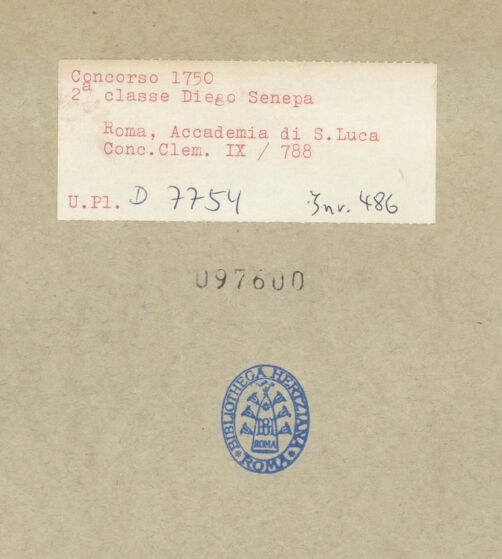 Concorso 1750
2a classe Diego Senepa
Roma, Accademia di S.Luca
Conc.Clem. IX / 788
U.Pl. D 7754 Inv. 486
097600
BIBLIOTHECA HERTZIANA
BH
ROMA
ROMA